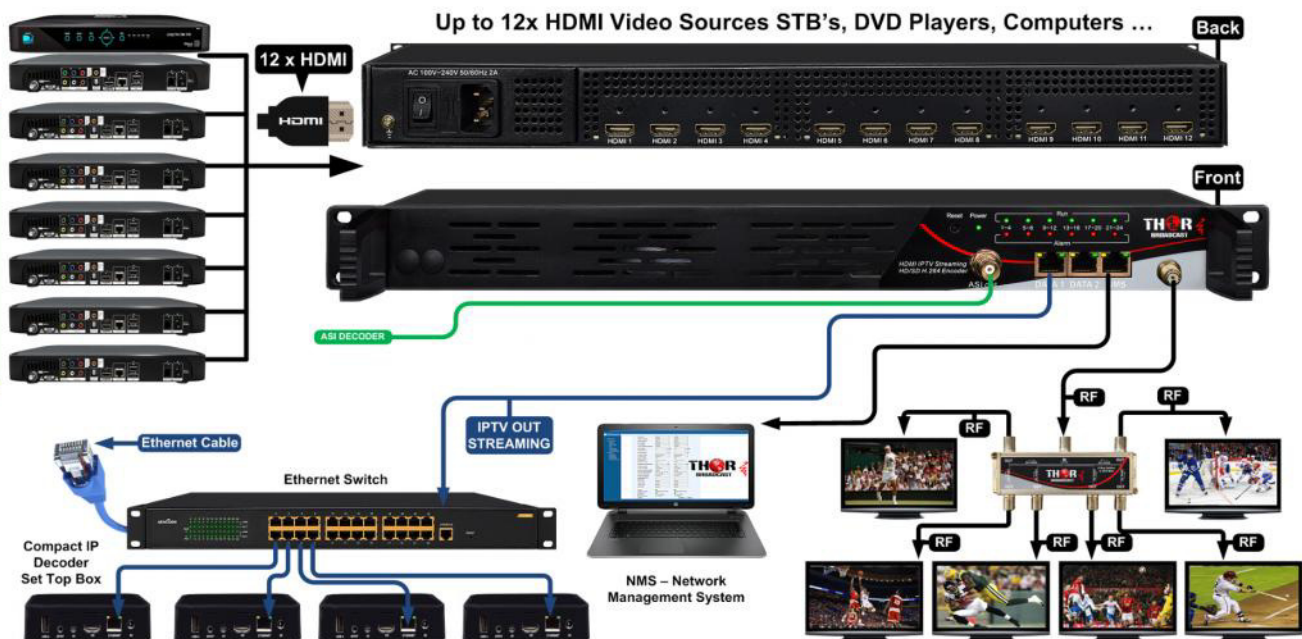 Up to 12x HDMI Video Sources STB's, DVD Players, Computers ...
Back
12 x HDMI
HDMI
AC 100V~240V 50/60Hz 2A
HDMI 1 HDMI 2 HDMI 3 HDMI 4 HDMI 5 HDMI 6 HDMI 7 HDMI 8 HDMI 9 HDMI 10 HDMI 11 HDMI 12
Front
Reset Power Run
1~4 5~8 9~12 13~16 17~20 21~24
Alarm
THOR
BROADCAST
HDMI IPTV Streaming
HD/SD H.264 Encoder
DATA 1 DATA 2 NMS
ASI DECODER
RF
RF
RF
Ethernet Cable
IPTV OUT
STREAMING
THOR
BROADCAST
Ethernet Switch
THOR
BROADCAST
RF
RF
RF
RF
Compact IP
Decoder
Set Top Box
NMS – Network
Management System